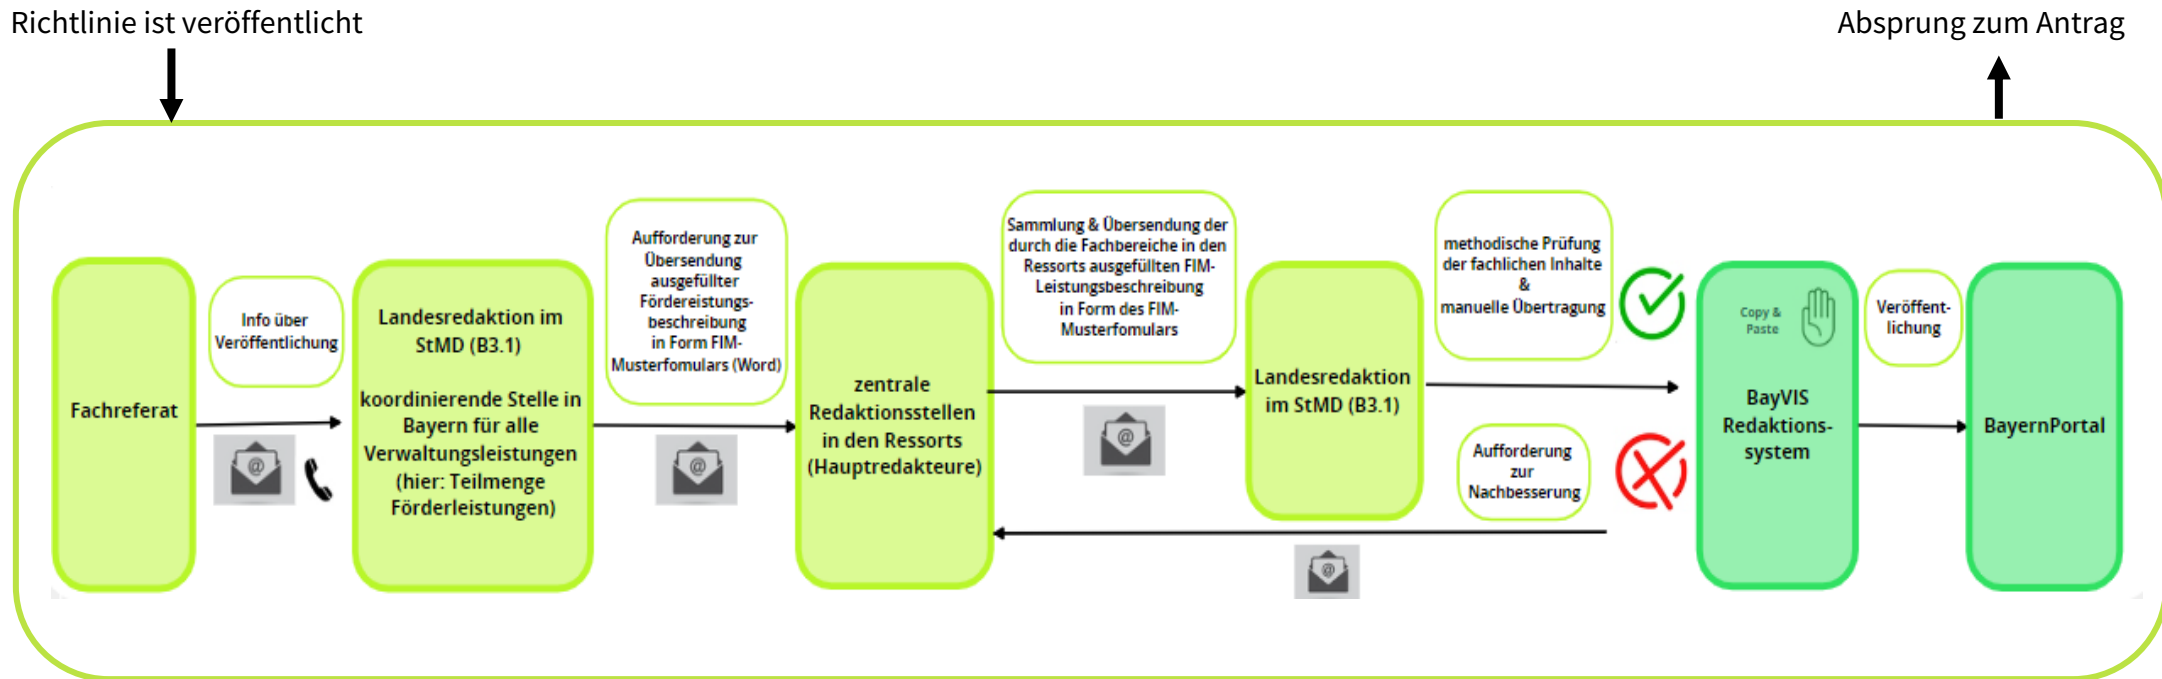 Richtlinie ist veröffentlicht
Absprung zum Antrag
Fachreferat
Info über
Veröffentlichung
@
Landesredaktion im
StMD (B3.1)
koordinierende Stelle in
Bayern für alle
Verwaltungsleistungen
(hier: Teilmenge
Förderleistungen)
Aufforderung zur
Übersendung
ausgefüllter
Fördereistungs-
beschreibung
in Form FIM-
Musterfomulars (Word)
@
zentrale
Redaktionsstellen
in den Ressorts
(Hauptredakteure)
Sammlung & Übersendung der
durch die Fachbereiche in den
Ressorts ausgefüllten FIM-
Leistungsbeschreibung
in Form des FIM-
Musterfomulars
@
Landesredaktion
im StMD (B3.1)
methodische Prüfung
der fachlichen Inhalte
&
manuelle Übertragung
Aufforderung
zur
Nachbesserung
@
Copy &
Paste
BayVIS
Redaktions-
system
Veröffent-
lichung
BayernPortal